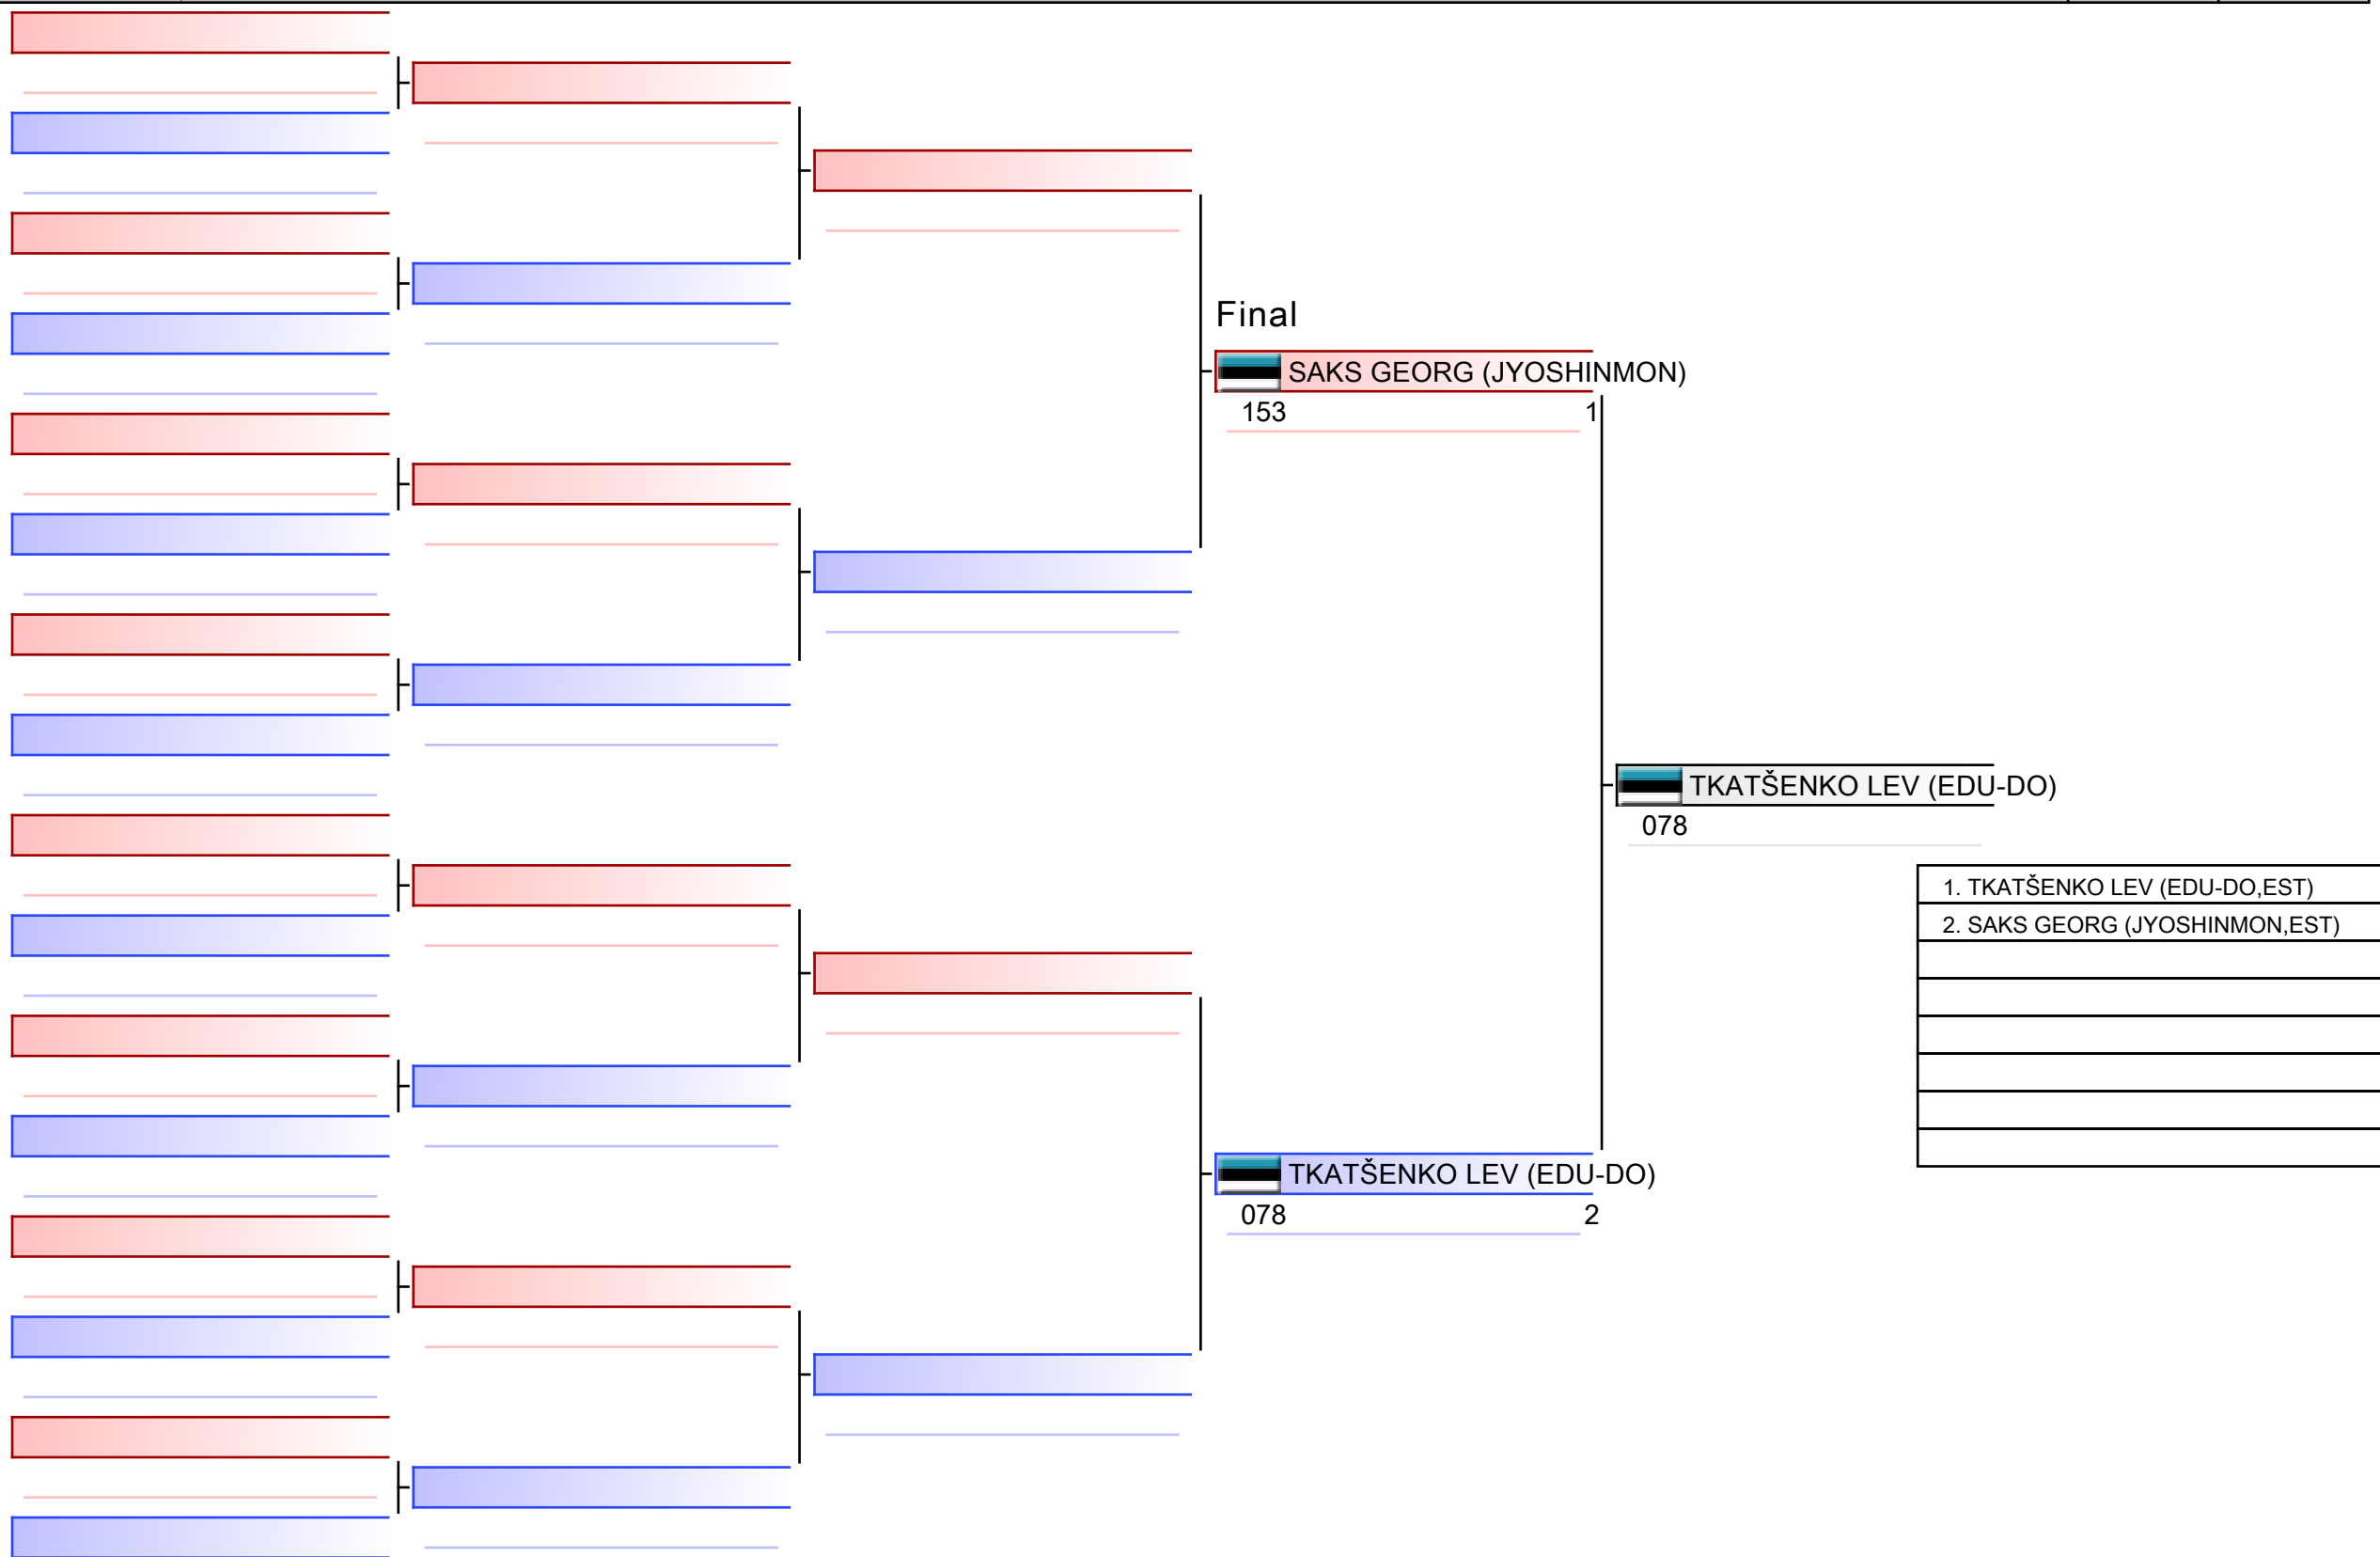 Final
SAKS GEORG (JYOSHINMON)
153 1
TKATŠENKO LEV (EDU-DO)
078
1. TKATŠENKO LEV (EDU-DO,EST)
2. SAKS GEORG (JYOSHINMON,EST)
TKATŠENKO LEV (EDU-DO)
078 2